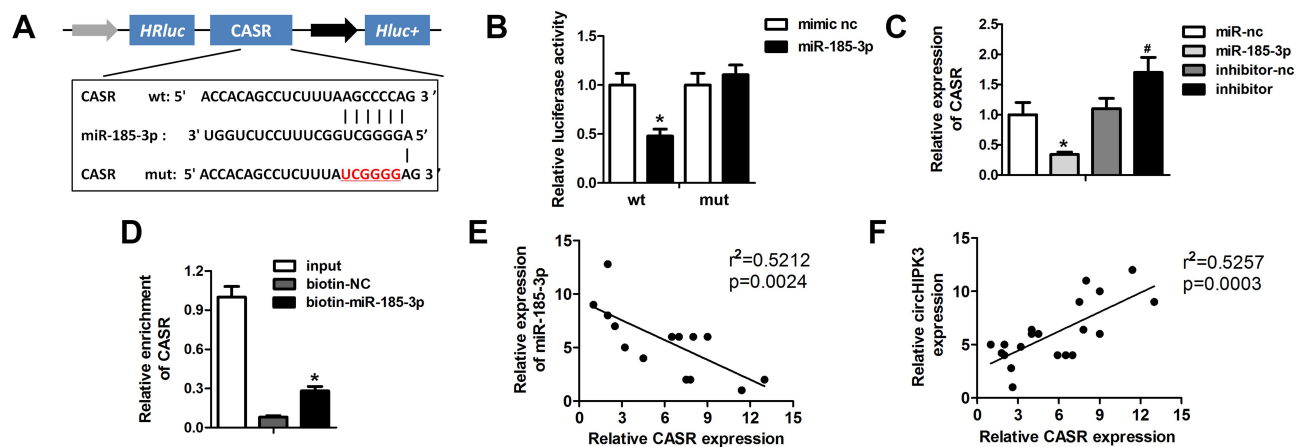 A
HRluc CASR Hluc+
CASR wt: 5' ACCACAGCCUCUUUAAGCCCCAG 3'
miR-185-3p : 3' UGGUCUCCUUUCGGUCGGGGA 5'
CASR mut: 5' ACCACAGCCUCUUUAUCGGGGAG 3'
B
mimic nc
miR-185-3p
Relative luciferase activity
1.5
1.0
0.5
0.0
*
wt mut
C
miR-nc
miR-185-3p
inhibitor-nc
inhibitor
Relative expression
of CASR
2.5
2.0
1.5
1.0
0.5
0.0
*
#
D
input
biotin-NC
biotin-miR-185-3p
Relative enrichment
of CASR
1.2
0.9
0.6
0.3
0.0
*
E
Relative expression
of miR-185-3p
15
10
5
0
r²=0.5212
p=0.0024
0 3 6 9 12 15
Relative CASR expression
F
Relative circHIPK3
expression
15
10
5
0
r²=0.5257
p=0.0003
0 3 6 9 12 15
Relative CASR expression